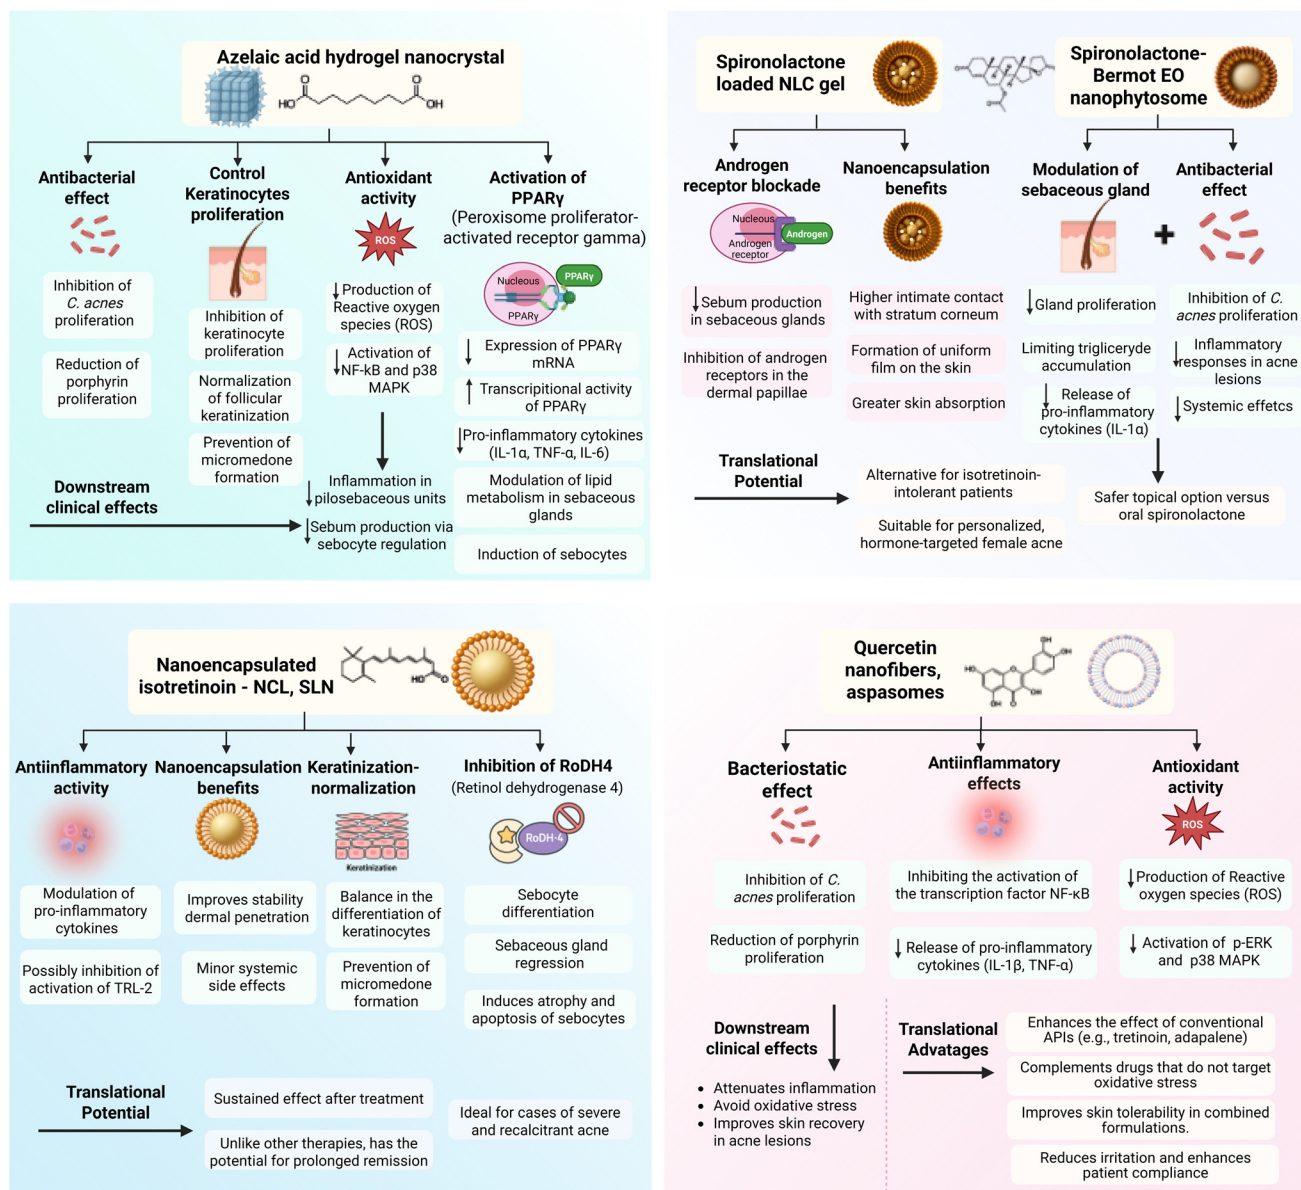 Azelaic acid hydrogel nanocrystal
HO
O
O
OH
Antibacterial
effect
Inhibition of
C. acnes
proliferation
Reduction of
porphyrin
proliferation
Control
Keratinocytes
proliferation
Inhibition of
keratinocyte
proliferation
Normalization
of follicular
keratinization
Prevention of
micromedone
formation
Antioxidant
activity
ROS
↓Production of
Reactive oxygen
species (ROS)
↓ Activation of
NF-kB and p38
MAPK
Activation of
PPARγ
(Peroxisome proliferator-
activated receptor gamma)
Nucleous
PPARγ
PPARγ
↓ Expression of PPARγ
mRNA
↑ Transcripitional activity
of PPARγ
↓Pro-inflammatory cytokines
(IL-1α, TNF-α, IL-6)
Modulation of lipid
metabolism in sebaceous
glands
Induction of sebocytes
Downstream
clinical effects
↓ Inflammation in
pilosebaceous units
↓Sebum production via
sebocyte regulation
Spironolactone
loaded NLC gel
Spironolactone-
Bermot EO
nanophytosome
Androgen
receptor blockade
Nucleous
Androgen
receptor
Androgen
↓Sebum production
in sebaceous glands
Inhibition of androgen
receptors in the
dermal papillae
Nanoencapsulation
benefits
Higher intimate contact
with stratum corneum
Formation of uniform
film on the skin
Greater skin absorption
Modulation of
sebaceous gland
+
↓Gland proliferation
Limiting trigliceryde
accumulation
↓ Release of
pro-inflammatory
cytokines (IL-1α)
Antibacterial
effect
Inhibition of C.
acnes proliferation
↓ Inflammatory
responses in acne
lesions
↓Systemic effetcs
Translational
Potential
Alternative for isotretinoin-
intolerant patients
Suitable for personalized,
hormone-targeted female acne
Safer topical option versus
oral spironolactone
Nanoencapsulated
isotretinoin - NCL, SLN
HO
O
Antiinflammatory
activity
Modulation of
pro-inflammatory
cytokines
Possibly inhibition of
activation of TRL-2
Nanoencapsulation
benefits
Improves stability
dermal penetration
Minor systemic
side effects
Keratinization-
normalization
Keratinization
Balance in the
differentiation of
keratinocytes
Prevention of
micromedone
formation
Inhibition of RoDH4
(Retinol dehydrogenase 4)
RoDH-4
Sebocyte
differentiation
Sebaceous gland
regression
Induces atrophy and
apoptosis of sebocytes
Translational
Potential
Sustained effect after treatment
Unlike other therapies, has the
potential for prolonged remission
Ideal for cases of severe
and recalcitrant acne
Quercetin
nanofibers,
aspasomes
OH
OH
HO
O
OH
OH
O
Bacteriostatic
effect
Inhibition of C.
acnes proliferation
Reduction of porphyrin
proliferation
Antiinflammatory
effects
Inhibiting the activation of
the transcription factor NF-κB
↓ Release of pro-inflammatory
cytokines (IL-1β, TNF-α)
Antioxidant
activity
ROS
↓Production of Reactive
oxygen species (ROS)
↓ Activation of p-ERK
and p38 MAPK
Downstream
clinical effects
• Attenuates inflammation
• Avoid oxidative stress
• Improves skin recovery
in acne lesions
Translational
Advatages
Enhances the effect of conventional
APIs (e.g., tretinoin, adapalene)
Complements drugs that do not target
oxidative stress
Improves skin tolerability in combined
formulations.
Reduces irritation and enhances
patient compliance